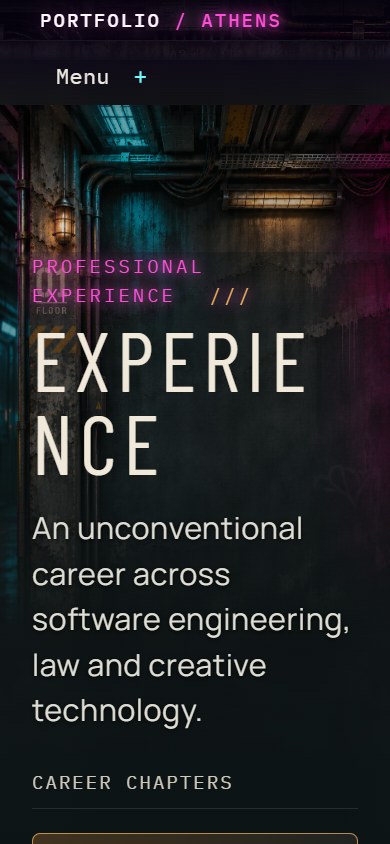 PORTFOLIO / ATHENS
Menu +
PROFESSIONAL
EXPERIENCE ///
FLOOR
EXPERIE
NCE
An unconventional
career across
software engineering,
law and creative
technology.
CAREER CHAPTERS